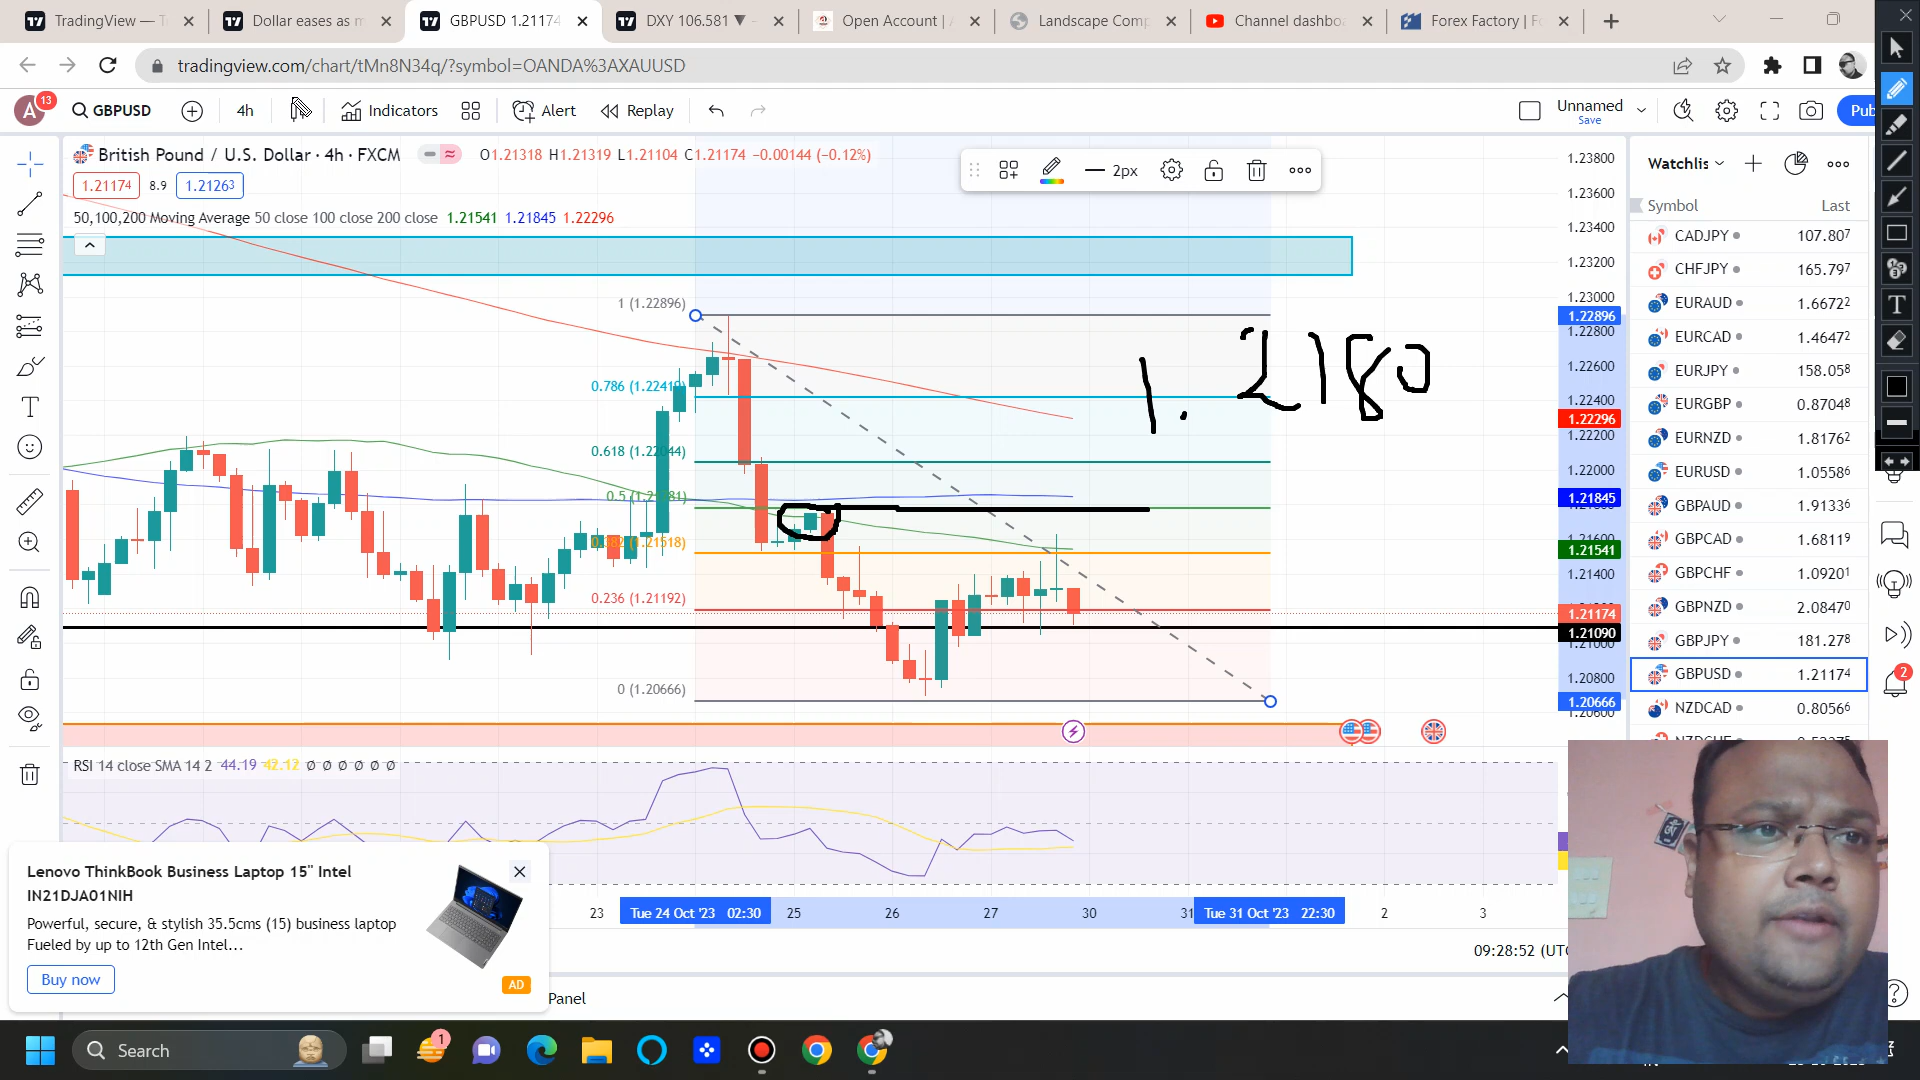 TradingView — T
Dollar eases as m
GBPUSD 1.21174
DXY 106.581 ▼ -
Open Account | A
Landscape Comp
Channel dashbo
Forex Factory | Fo
tradingview.com/chart/tMn8N34q/?symbol=OANDA%3AXAUUSD
A 13 GBPUSD 4h Indicators Alert Replay Unnamed Save Pub
British Pound / U.S. Dollar · 4h · FXCM O1.21318 H1.21319 L1.21104 C1.21174 −0.00144 (−0.12%)
1.21174 8.9 1.21263
2px
50,100,200 Moving Average 50 close 100 close 200 close 1.21541 1.21845 1.22296
1 (1.22896)
0.618 (1.22044)
0.236 (1.21192)
0 (1.20666)
1.2180
1.23800
1.23600
1.23400
1.23200
1.23000
1.22896
1.22800
1.22600
1.22400
1.22296
1.22200
1.22000
1.21845
1.21600
1.21541
1.21400
1.21174
1.21090
1.21000
1.20800
1.20666
1.20600
Watchlis
Symbol Last
CADJPY 107.807
CHFJPY 165.797
EURAUD 1.66722
EURCAD 1.46472
EURJPY 158.058
EURGBP 0.87048
EURNZD 1.81762
EURUSD 1.05586
GBPAUD 1.91336
GBPCAD 1.68119
GBPCHF 1.09201
GBPNZD 2.08470
GBPJPY 181.278
GBPUSD 1.21174
NZDCAD 0.80566
2
RSI 14 close SMA 14 2 44.19 42.12 ∅ ∅ ∅ ∅ ∅ ∅
23 Tue 24 Oct '23 02:30 25 26 27 30 31 Tue 31 Oct '23 22:30 2 3
09:28:52 (UTC
Lenovo ThinkBook Business Laptop 15" Intel
IN21DJA01NIH
Powerful, secure, & stylish 35.5cms (15) business laptop
Fueled by up to 12th Gen Intel...
Buy now
AD
Panel
Search
1